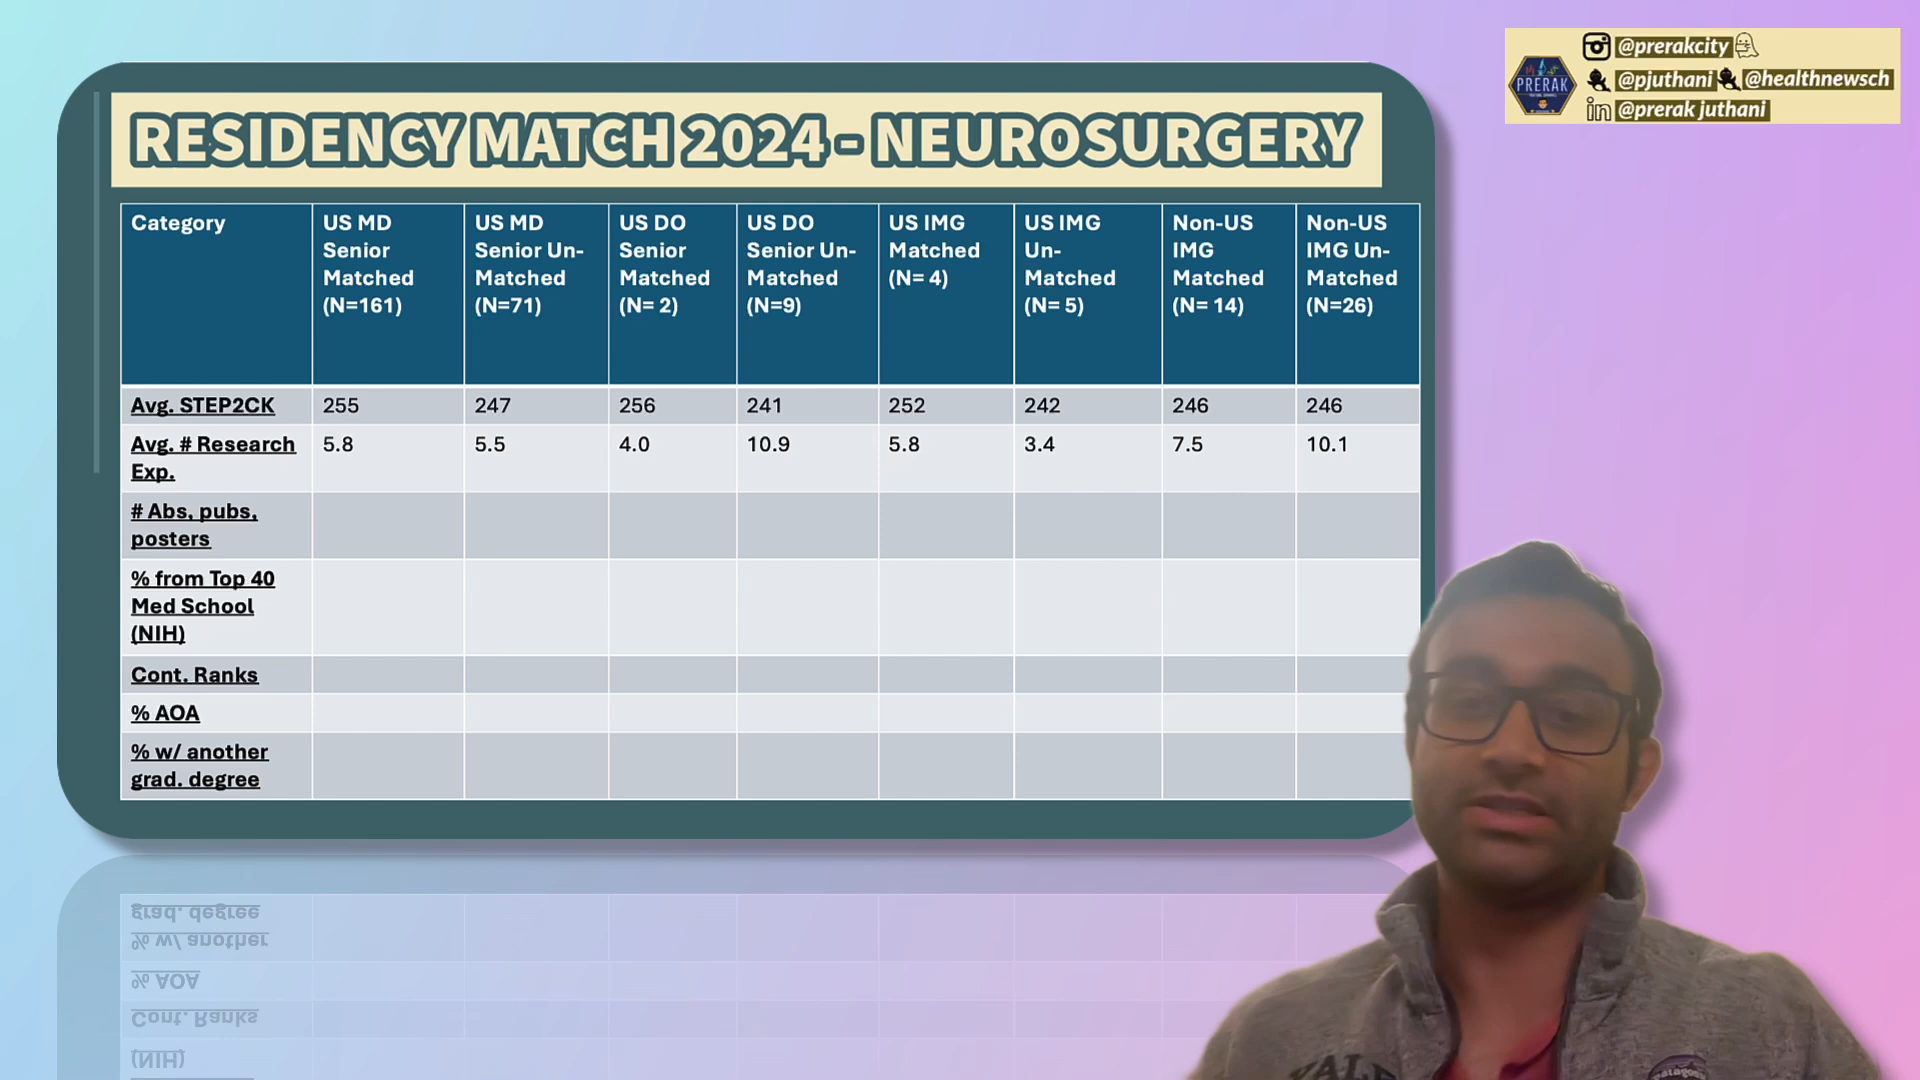 @prerakcity
@pjuthani @healthnewsch
@prerak juthani
PRERAK
RESIDENCY MATCH 2024 - NEUROSURGERY
Category
US MD
Senior
Matched
(N=161)
US MD
Senior Un-
Matched
(N=71)
US DO
Senior
Matched
(N= 2)
US DO
Senior Un-
Matched
(N=9)
US IMG
Matched
(N= 4)
US IMG
Un-
Matched
(N= 5)
Non-US
IMG
Matched
(N= 14)
Non-US
IMG Un-
Matched
(N=26)
Avg. STEP2CK 255 247 256 241 252 242 246 246
Avg. # Research
Exp.
5.8 5.5 4.0 10.9 5.8 3.4 7.5 10.1
# Abs, pubs,
posters
% from Top 40
Med School
(NIH)
Cont. Ranks
% AOA
% w/ another
grad. degree
YALE